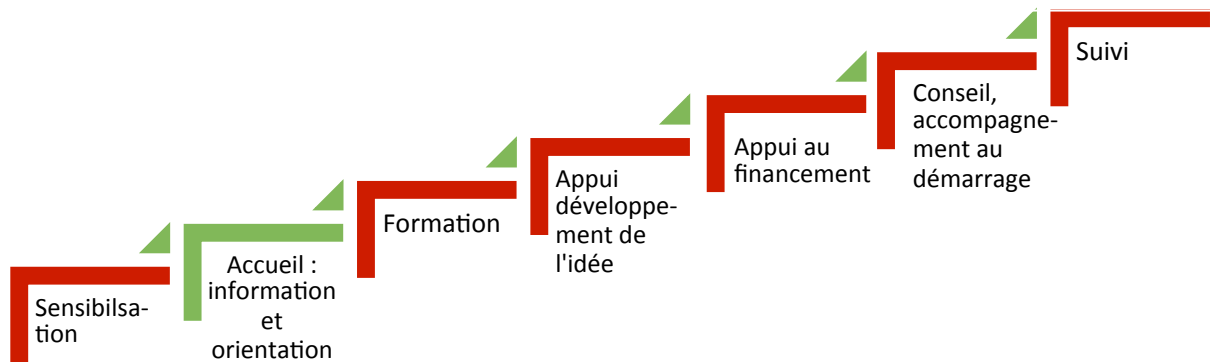 Sensibilsa-
tion
Accueil :
information
et
orientation
Formation
Appui
développe-
ment de
l'idée
Appui au
financement
Conseil,
accompagne-
ment au
démarrage
Suivi